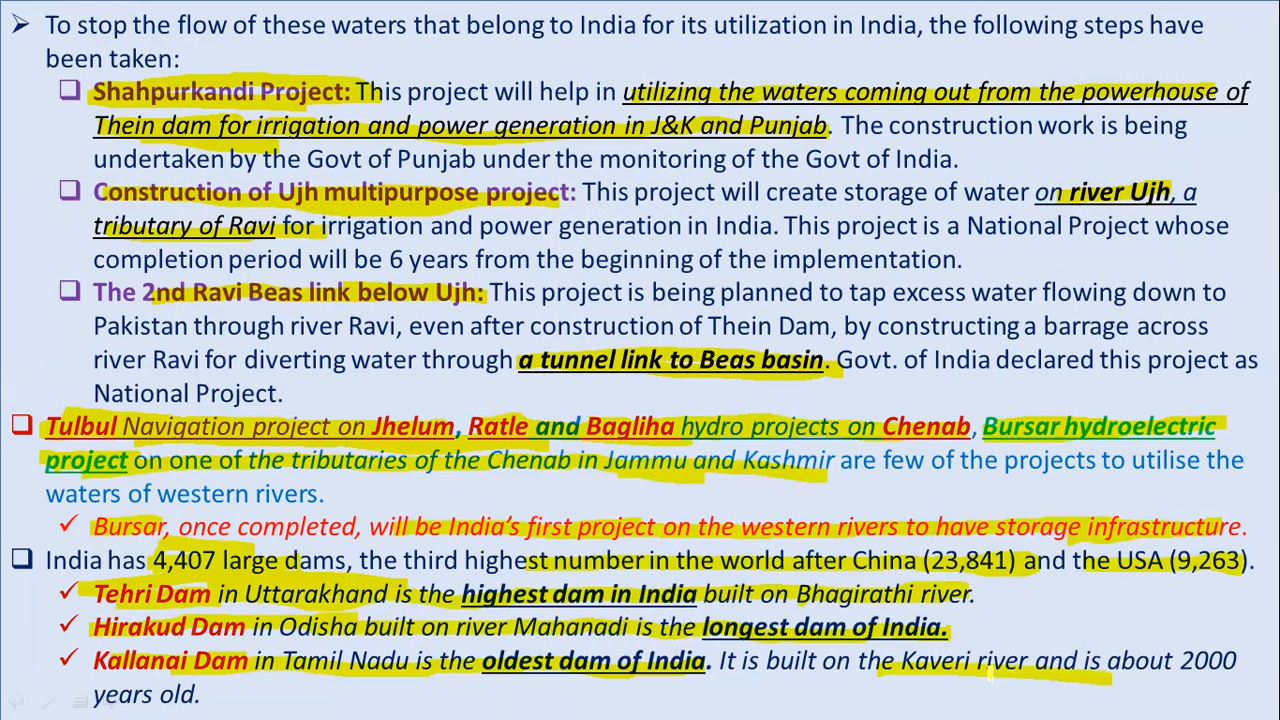 To stop the flow of these waters that belong to India for its utilization in India, the following steps have
been taken:
Shahpurkandi Project: This project will help in utilizing the waters coming out from the powerhouse of
Thein dam for irrigation and power generation in J&K and Punjab. The construction work is being
undertaken by the Govt of Punjab under the monitoring of the Govt of India.
Construction of Ujh multipurpose project: This project will create storage of water on river Ujh, a
tributary of Ravi for irrigation and power generation in India. This project is a National Project whose
completion period will be 6 years from the beginning of the implementation.
The 2nd Ravi Beas link below Ujh: This project is being planned to tap excess water flowing down to
Pakistan through river Ravi, even after construction of Thein Dam, by constructing a barrage across
river Ravi for diverting water through a tunnel link to Beas basin. Govt. of India declared this project as
National Project.
Tulbul Navigation project on Jhelum, Ratle and Bagliha hydro projects on Chenab, Bursar hydroelectric
project on one of the tributaries of the Chenab in Jammu and Kashmir are few of the projects to utilise the
waters of western rivers.
Bursar, once completed, will be India's first project on the western rivers to have storage infrastructure.
India has 4,407 large dams, the third highest number in the world after China (23,841) and the USA (9,263).
Tehri Dam in Uttarakhand is the highest dam in India built on Bhagirathi river.
Hirakud Dam in Odisha built on river Mahanadi is the longest dam of India.
Kallanai Dam in Tamil Nadu is the oldest dam of India. It is built on the Kaveri river and is about 2000
years old.